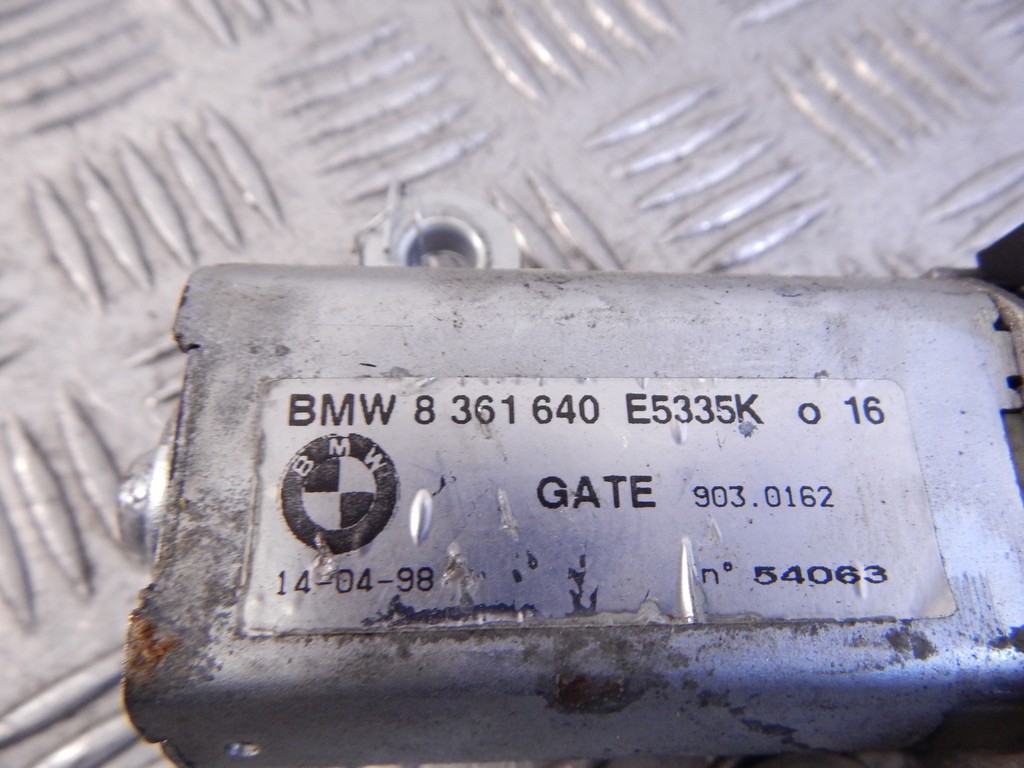 BMW 8 361 640 E5335K o 16
BMW
GATE 903.0162
14-04-98 n° 54063